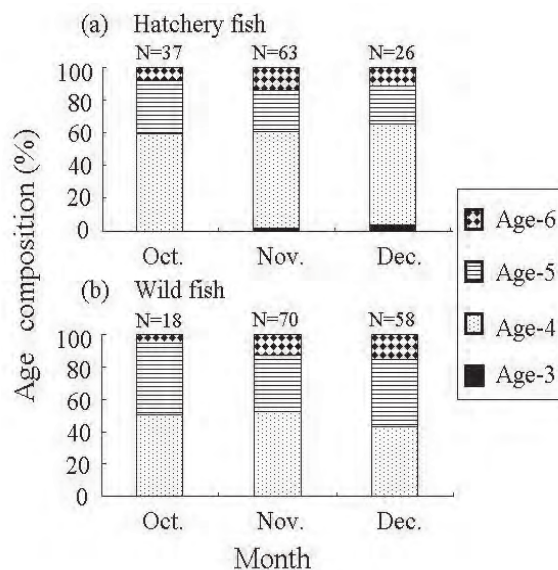 (a) Hatchery fish
N=37 N=63 N=26
100
80
60
40
20
0
Oct. Nov. Dec.
(b) Wild fish
N=18 N=70 N=58
100
80
60
40
20
0
Oct. Nov. Dec.
Month
Age composition (%)
Age-6
Age-5
Age-4
Age-3